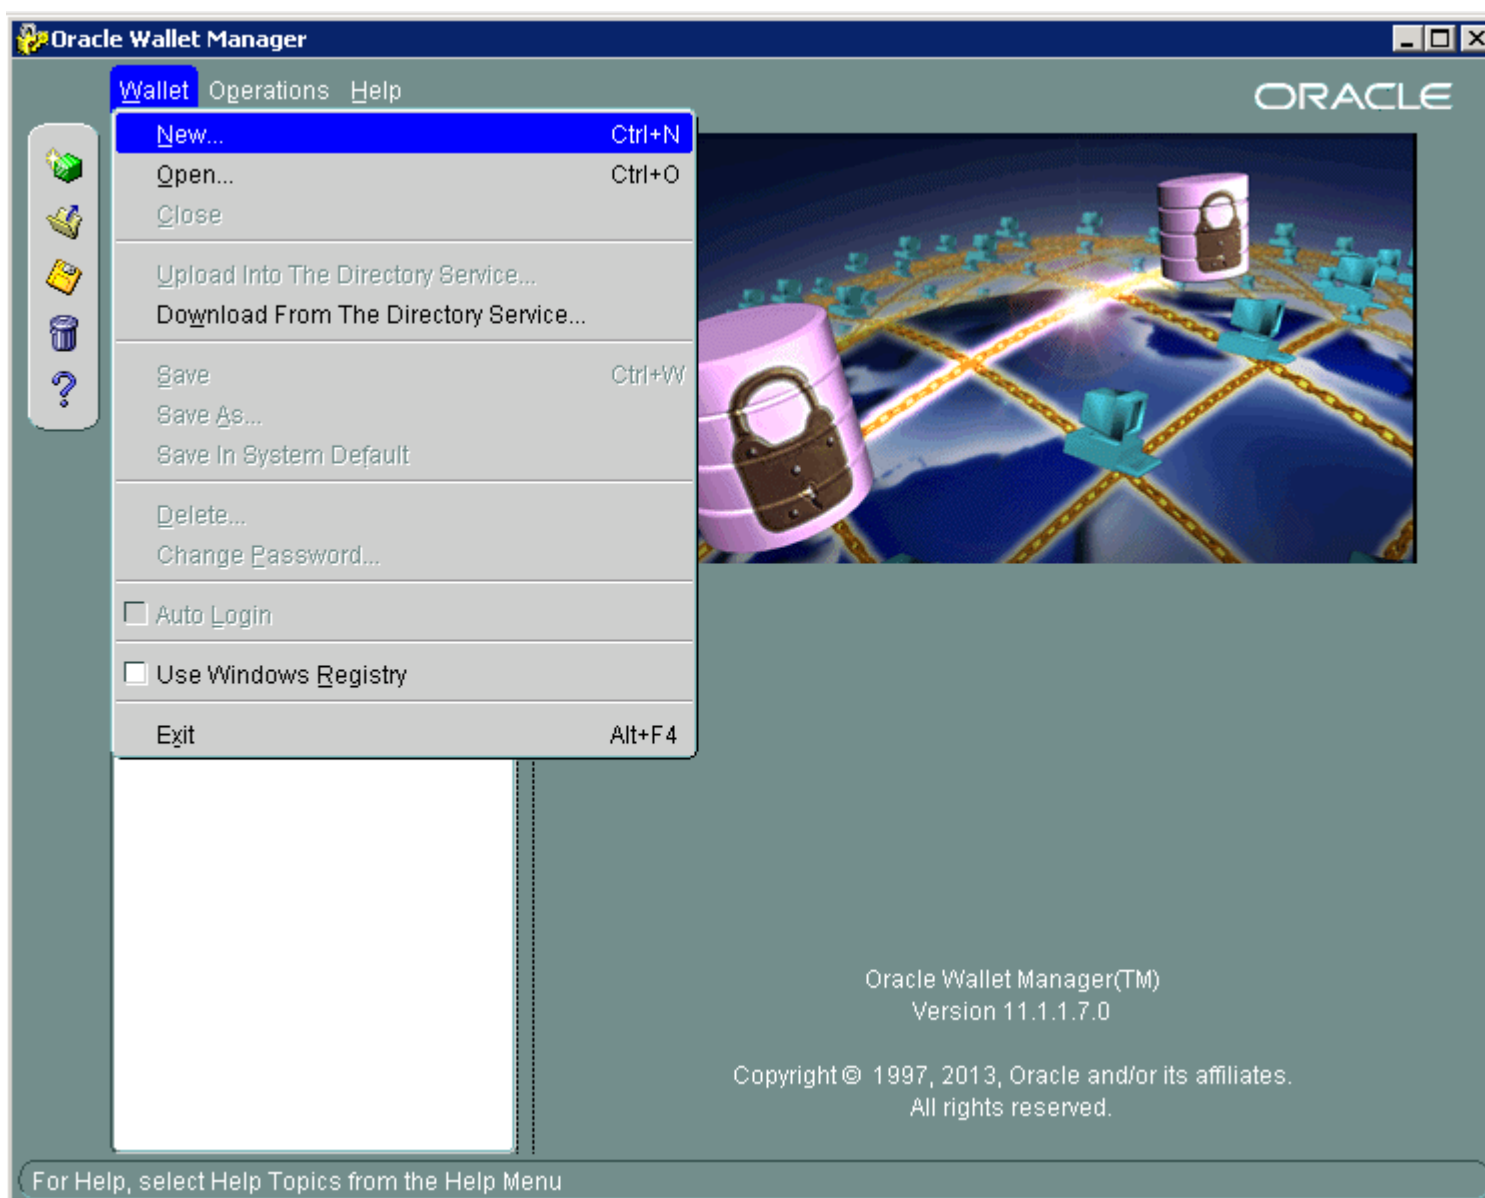 Oracle Wallet Manager
Wallet Operations Help
ORACLE
New... Ctrl+N
Open... Ctrl+O
Close
Upload Into The Directory Service...
Download From The Directory Service...
Save Ctrl+W
Save As...
Save In System Default
Delete...
Change Password...
Auto Login
Use Windows Registry
Exit Alt+F4
Oracle Wallet Manager(TM)
Version 11.1.1.7.0
Copyright© 1997, 2013, Oracle and/or its affiliates.
All rights reserved.
For Help, select Help Topics from the Help Menu